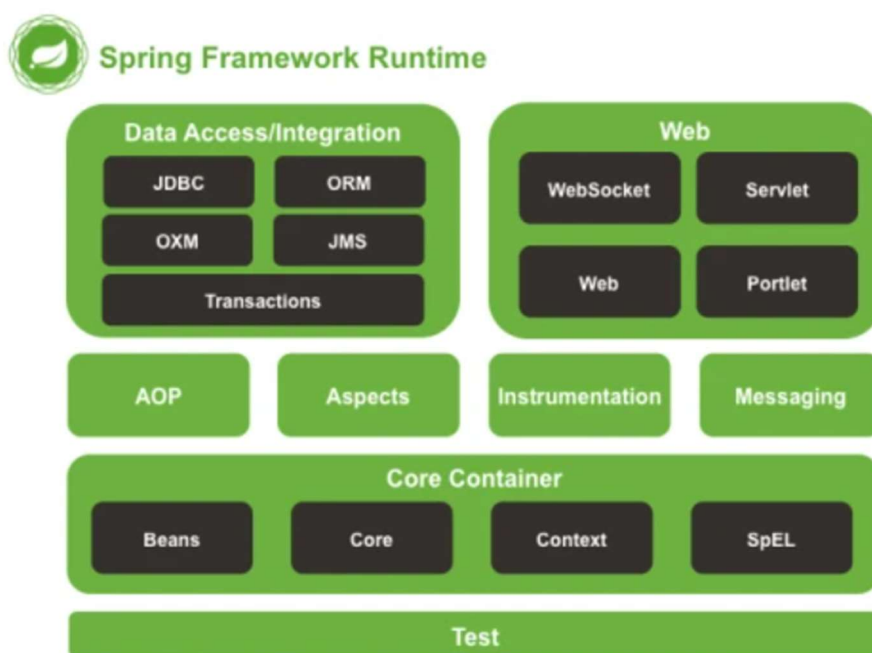 Spring Framework Runtime
Data Access/Integration
JDBC
ORM
OXM
JMS
Transactions
Web
WebSocket
Servlet
Web
Portlet
AOP
Aspects
Instrumentation
Messaging
Core Container
Beans
Core
Context
SpEL
Test